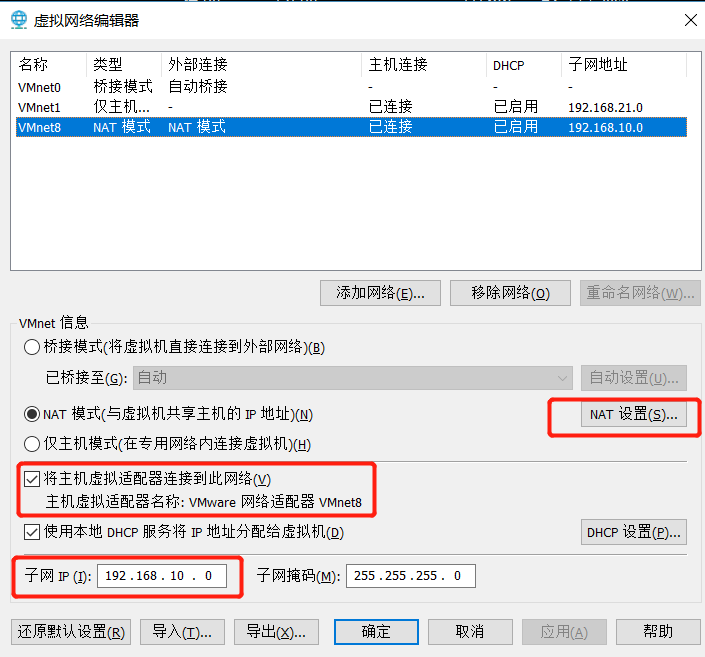 虚拟网络编辑器
名称 类型 外部连接 主机连接 DHCP 子网地址
VMnet0 桥接模式 自动桥接 - - -
VMnet1 仅主机... - 已连接 已启用 192.168.21.0
VMnet8 NAT 模式 NAT 模式 已连接 已启用 192.168.10.0
添加网络(E)... 移除网络(O) 重命名网络(W)...
VMnet 信息
桥接模式(将虚拟机直接连接到外部网络)(B)
已桥接至(G): 自动 自动设置(U)...
NAT 模式(与虚拟机共享主机的 IP 地址)(N) NAT 设置(S)...
仅主机模式(在专用网络内连接虚拟机)(H)
将主机虚拟适配器连接到此网络(V)
主机虚拟适配器名称: VMware 网络适配器 VMnet8
使用本地 DHCP 服务将 IP 地址分配给虚拟机(D) DHCP 设置(P)...
子网 IP (I): 192.168.10.0 子网掩码(M): 255.255.255.0
还原默认设置(R) 导入(T)... 导出(X)... 确定 取消 应用(A) 帮助